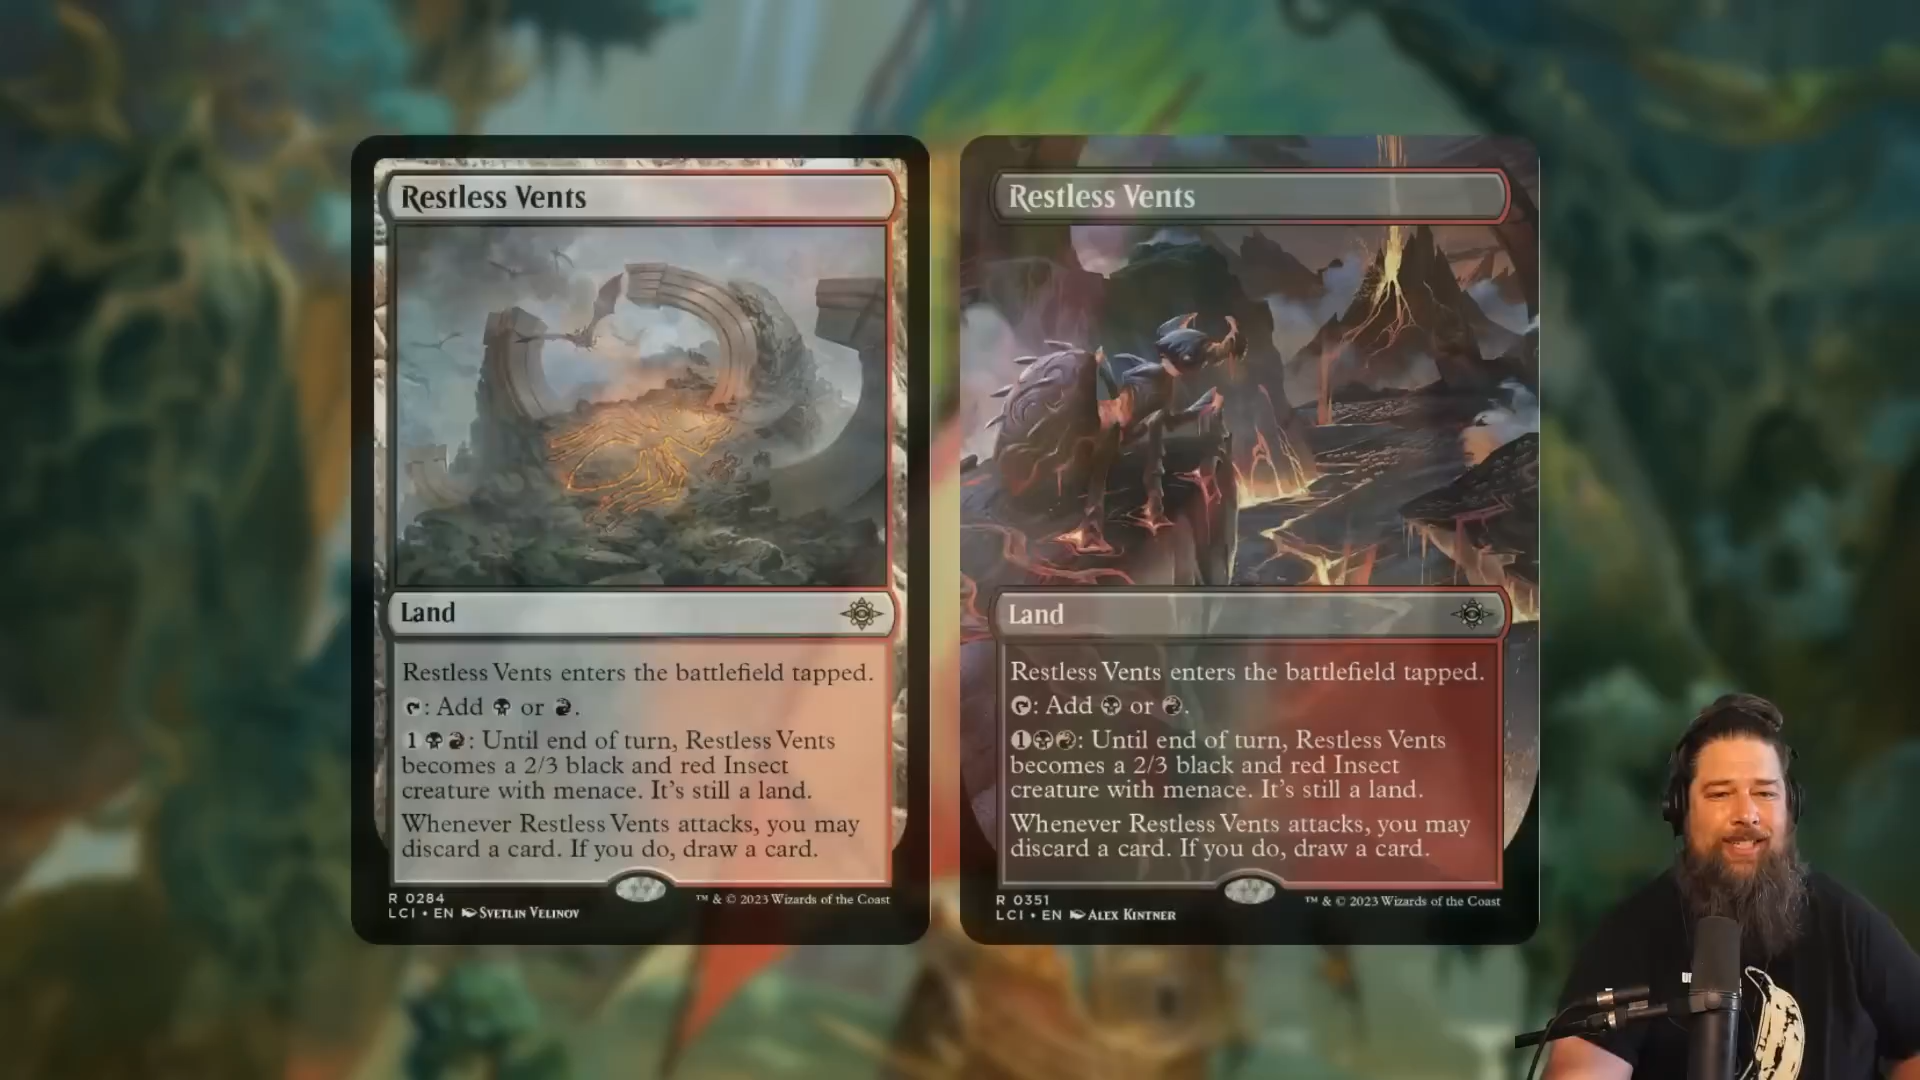 Restless Vents
Land
Restless Vents enters the battlefield tapped.
: Add or .
1 : Until end of turn, Restless Vents
becomes a 2/3 black and red Insect
creature with menace. It's still a land.
Whenever Restless Vents attacks, you may
discard a card. If you do, draw a card.
R 0284
LCI • EN SVETLIN VELINOV
™ & © 2023 Wizards of the Coast
Restless Vents
Land
Restless Vents enters the battlefield tapped.
: Add or .
1 : Until end of turn, Restless Vents
becomes a 2/3 black and red Insect
creature with menace. It's still a land.
Whenever Restless Vents attacks, you may
discard a card. If you do, draw a card.
R 0351
LCI • EN ALEX KINTNER
™ & © 2023 Wizards of the Coast